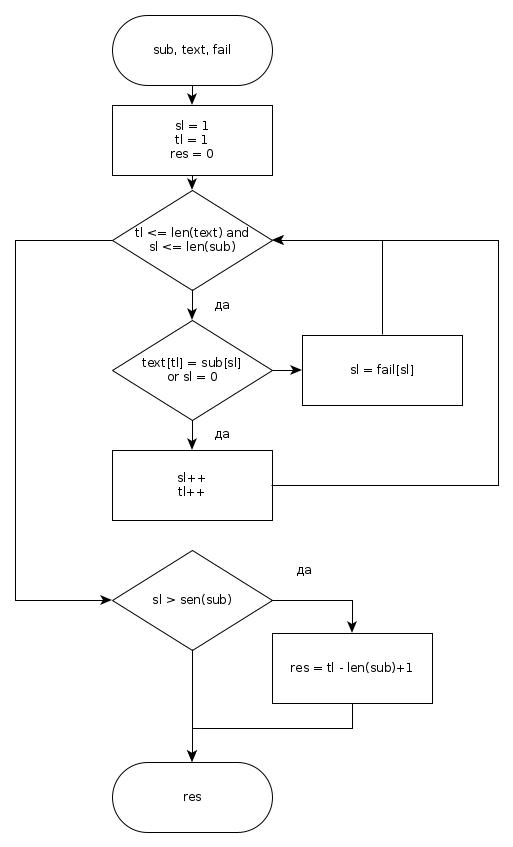 sub, text, fail
sl = 1
tl = 1
res = 0
tl <= len(text) and
sl <= len(sub)
да
text[tl] = sub[sl]
or sl = 0
sl = fail[sl]
да
sl++
tl++
да
sl > sen(sub)
res = tl - len(sub)+1
res